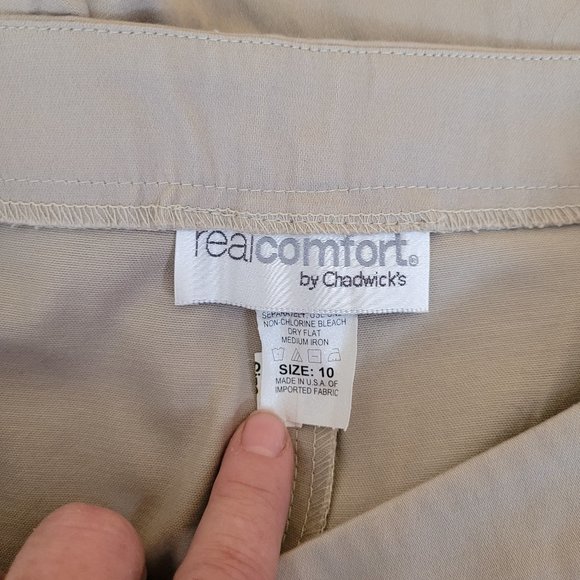 realcomfort®
by Chadwick's
SEPARATELY. USE ONLY
NON-CHLORINE BLEACH
DRY FLAT
MEDIUM IRON
SIZE: 10
MADE IN U.S.A. OF
IMPORTED FABRIC